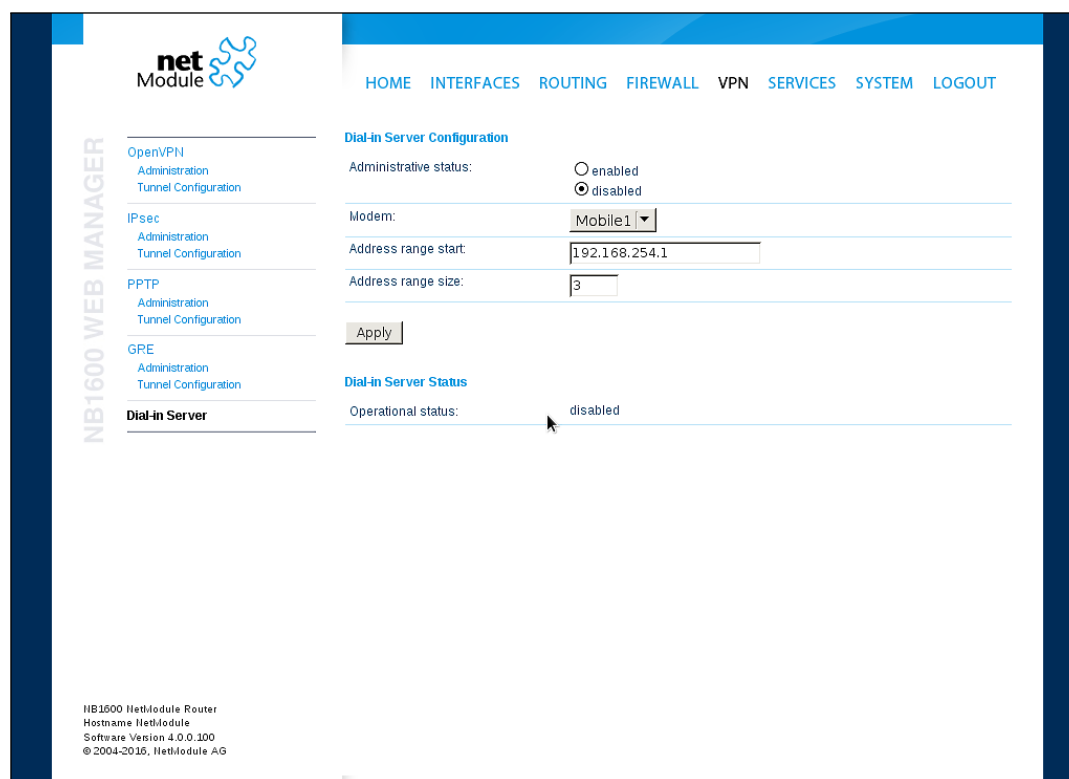 net
Module
HOME INTERFACES ROUTING FIREWALL VPN SERVICES SYSTEM LOGOUT
NB1600 WEB MANAGER
OpenVPN
Administration
Tunnel Configuration
IPsec
Administration
Tunnel Configuration
PPTP
Administration
Tunnel Configuration
GRE
Administration
Tunnel Configuration
Dial-in Server
Dial-in Server Configuration
Administrative status:
enabled
disabled
Modem: Mobile1
Address range start: 192.168.254.1
Address range size: 3
Apply
Dial-in Server Status
Operational status: disabled
NB1600 NetModule Router
Hostname NetModule
Software Version 4.0.0.100
© 2004-2016, NetModule AG